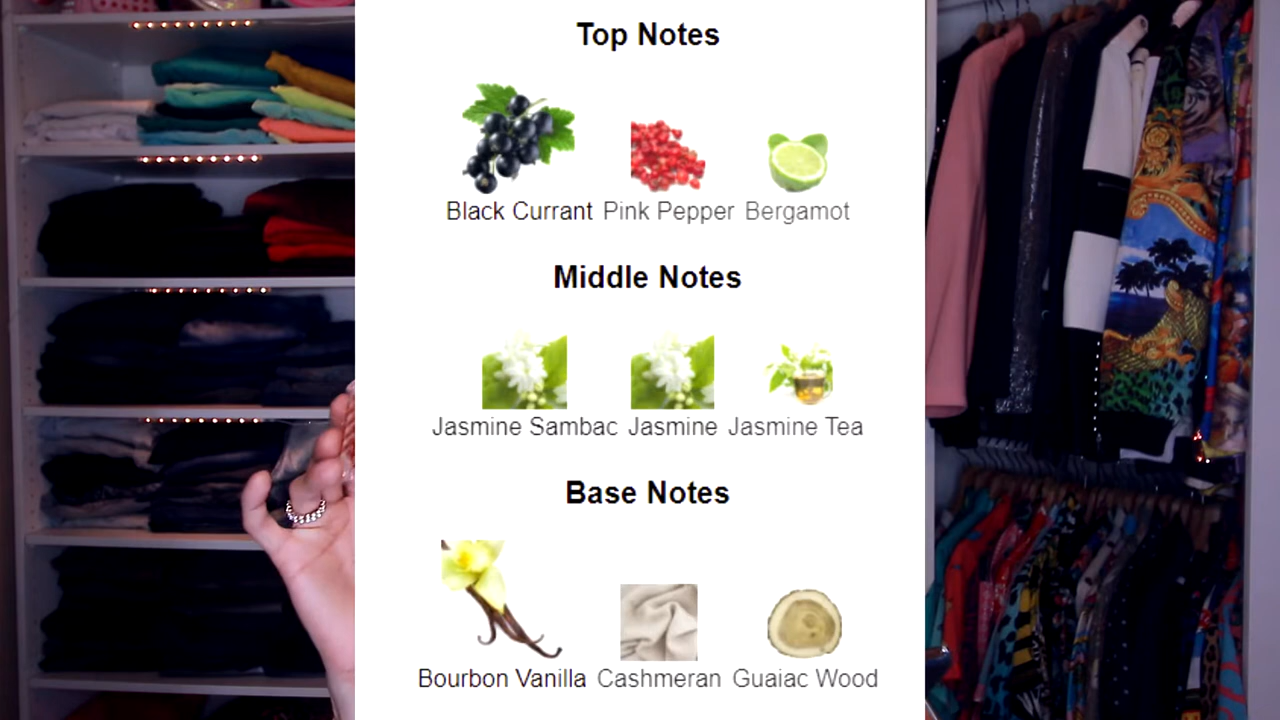 Top Notes
Black Currant Pink Pepper Bergamot
Middle Notes
Jasmine Sambac Jasmine Jasmine Tea
Base Notes
Bourbon Vanilla Cashmeran Guaiac Wood